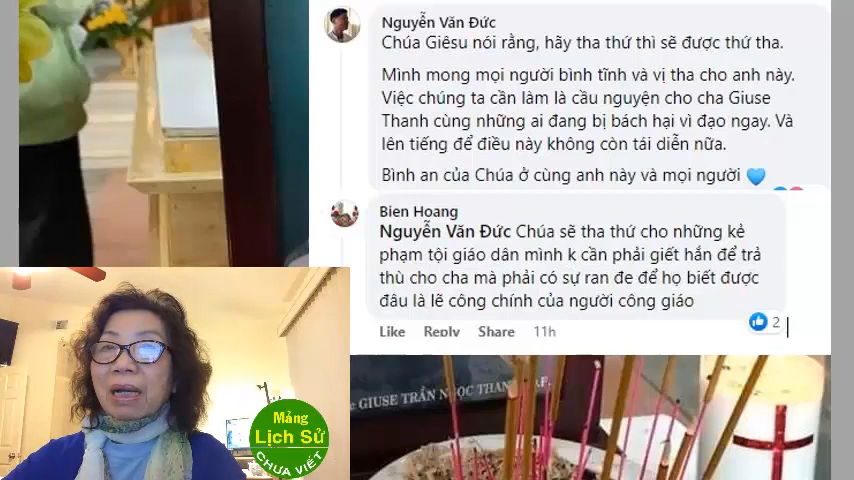 Nguyễn Văn Đức
Chúa Giêsu nói rằng, hãy tha thứ thì sẽ được thứ tha.
Mình mong mọi người bình tĩnh và vị tha cho anh này.
Việc chúng ta cần làm là cầu nguyện cho cha Giuse
Thanh cùng những ai đang bị bách hại vì đạo ngay. Và
lên tiếng để điều này không còn tái diễn nữa.
Bình an của Chúa ở cùng anh này và mọi người
Bien Hoang
Nguyễn Văn Đức Chúa sẽ tha thứ cho những kẻ
phạm tội giáo dân mình k cần phải giết hắn để trả
thù cho cha mà phải có sự ran đe để họ biết được
đâu là lẽ công chính của người công giáo
2
Like Reply Share 11h
GIUSE TRẦN NGỌC THAN
Mảng
Lịch Sử
CHƯA VIẾT